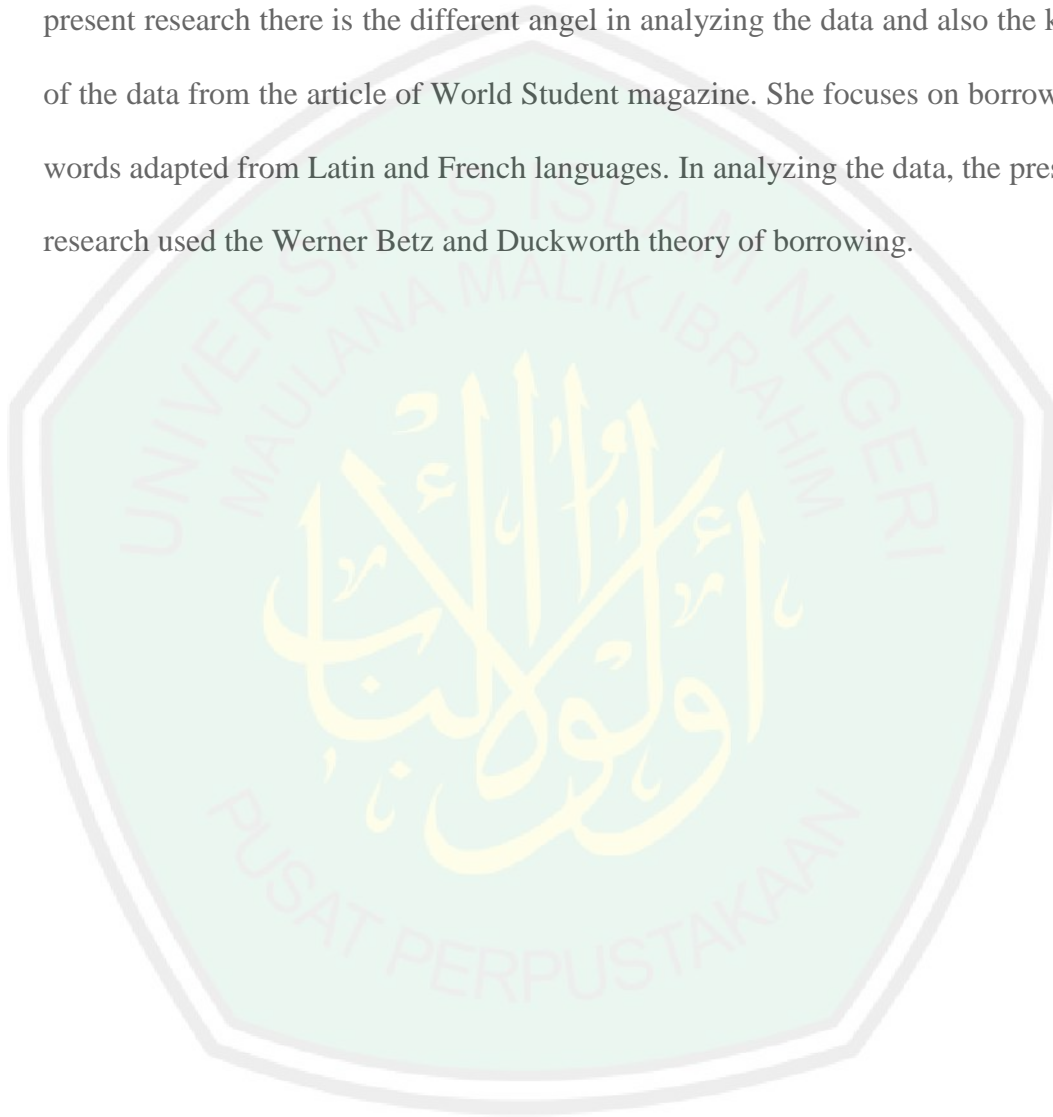 present research there is the different angel in analyzing the data and also the k
of the data from the article of World Student magazine. She focuses on borrow
words adapted from Latin and French languages. In analyzing the data, the pres
research used the Werner Betz and Duckworth theory of borrowing.
UNIVERSITAS ISLAM NEGERI
MAULANA MALIK IBRAHIM
أولو الألباب
PUSAT PERPUSTAKAAN